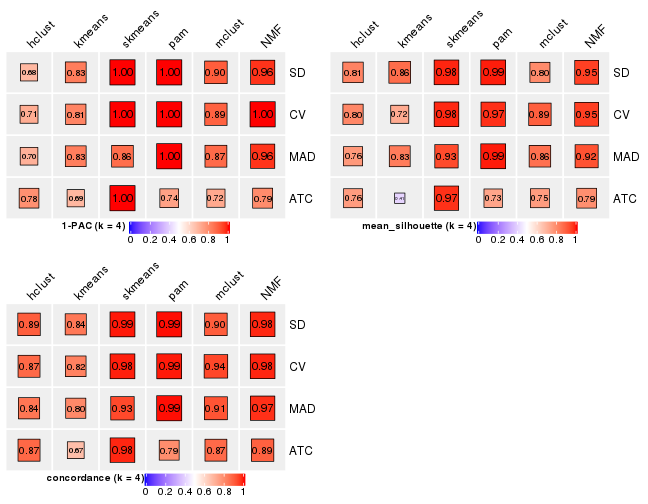 hclust kmeans skmeans pam mclust NMF
0.68 0.83 1.00 1.00 0.90 0.96 SD
0.71 0.81 1.00 1.00 0.89 1.00 CV
0.70 0.83 0.86 1.00 0.87 0.96 MAD
0.78 0.69 1.00 0.74 0.72 0.79 ATC
1-PAC (k = 4)
0 0.2 0.4 0.6 0.8 1
hclust kmeans skmeans pam mclust NMF
0.81 0.86 0.98 0.99 0.80 0.95 SD
0.80 0.72 0.98 0.97 0.89 0.95 CV
0.76 0.83 0.93 0.99 0.86 0.92 MAD
0.76 0.97 0.73 0.75 0.79 ATC
mean_silhouette (k = 4)
0 0.2 0.4 0.6 0.8 1
hclust kmeans skmeans pam mclust NMF
0.89 0.84 0.99 0.99 0.90 0.98 SD
0.87 0.82 0.98 0.99 0.94 0.98 CV
0.84 0.80 0.93 0.99 0.91 0.97 MAD
0.87 0.67 0.98 0.79 0.87 0.89 ATC
concordance (k = 4)
0 0.2 0.4 0.6 0.8 1